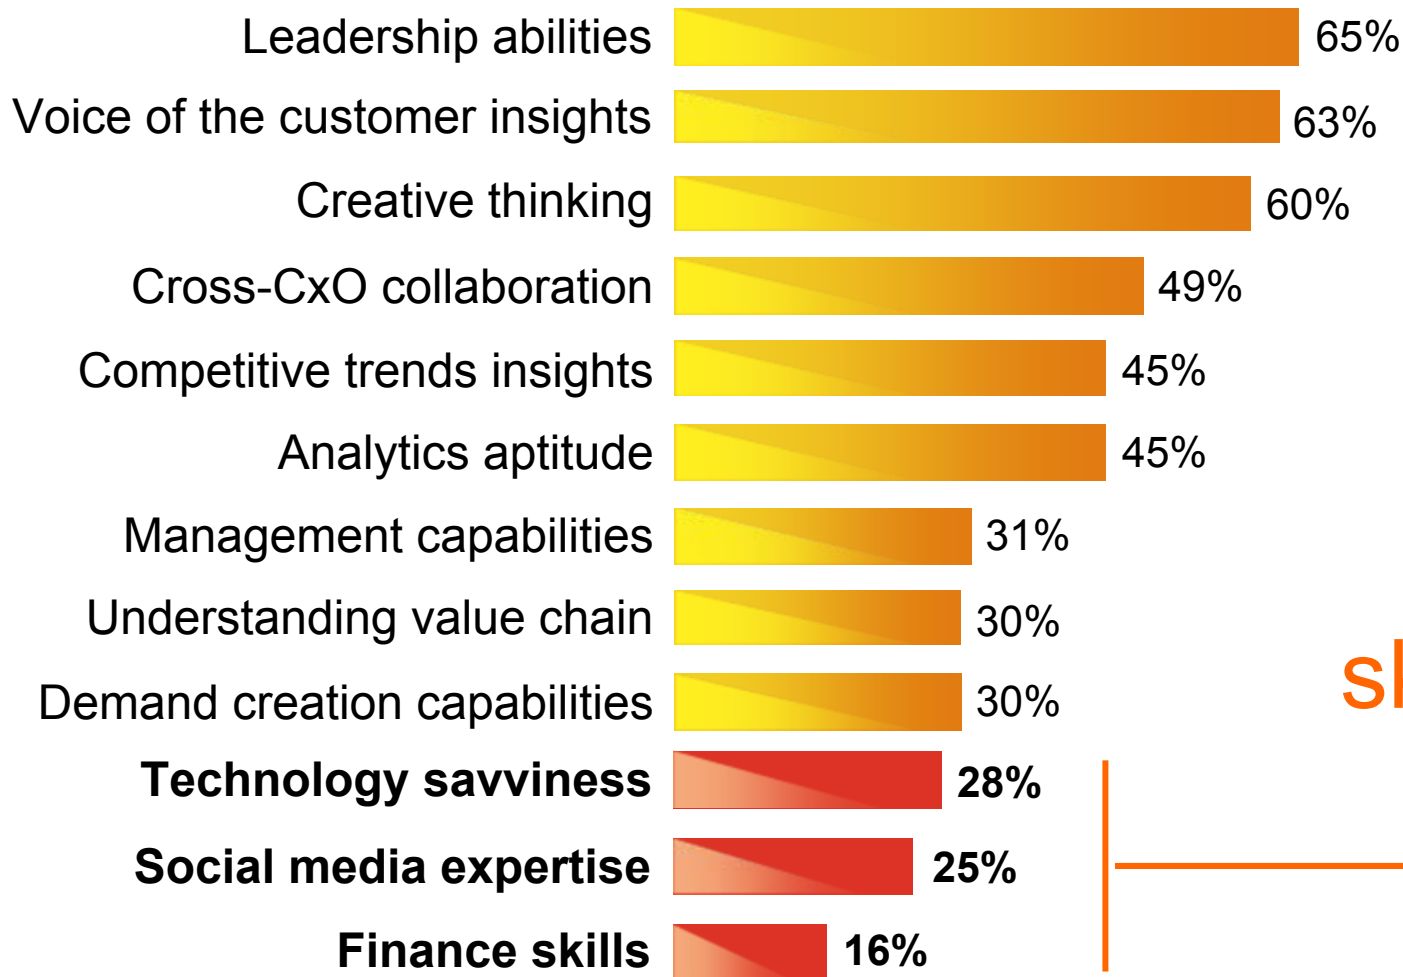 Leadership abilities 65%
Voice of the customer insights 63%
Creative thinking 60%
Cross-CxO collaboration 49%
Competitive trends insights 45%
Analytics aptitude 45%
Management capabilities 31%
Understanding value chain 30%
Demand creation capabilities 30%
Technology savviness 28%
Social media expertise 25%
Finance skills 16%